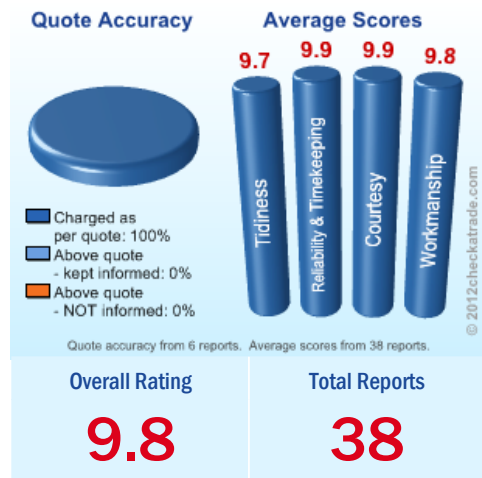 Quote Accuracy
Average Scores
9.7
9.9
9.9
9.8
Tidiness
Reliability & Timekeeping
Courtesy
Workmanship
Charged as
per quote: 100%
Above quote
- kept informed: 0%
Above quote
- NOT informed: 0%
© 2012checkatrade.com
Quote accuracy from 6 reports. Average scores from 38 reports.
Overall Rating
Total Reports
9.8
38